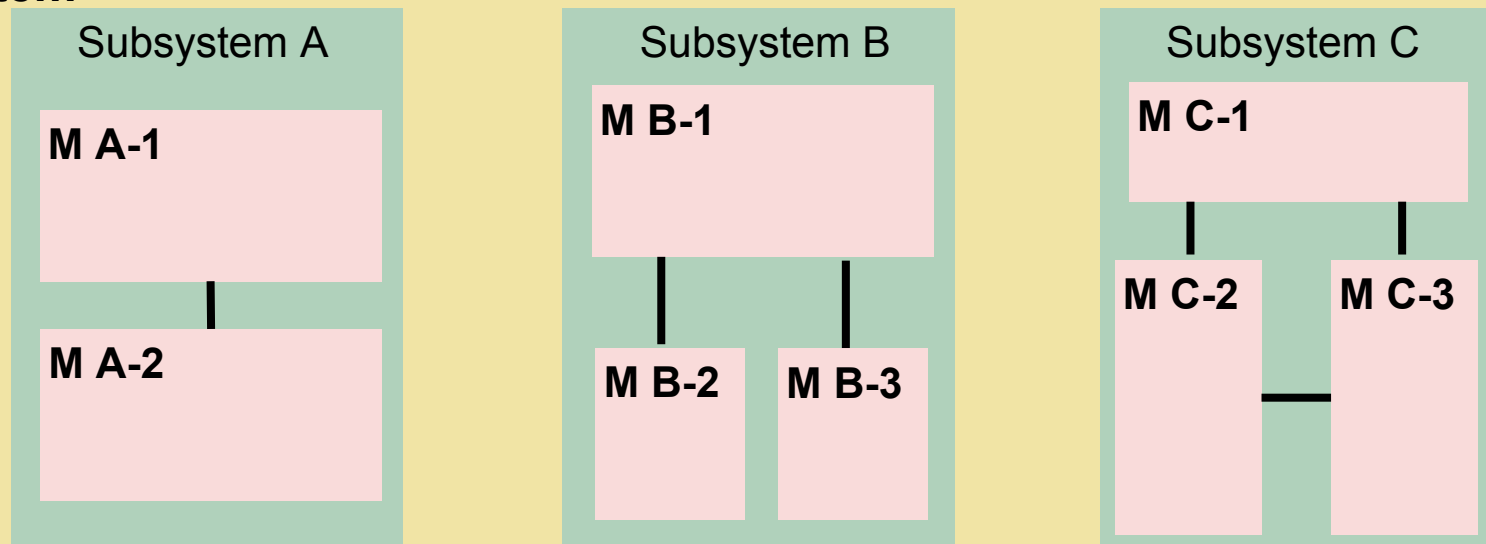 Subsystem A
M A-1
M A-2
Subsystem B
M B-1
M B-2
M B-3
Subsystem C
M C-1
M C-2
M C-3